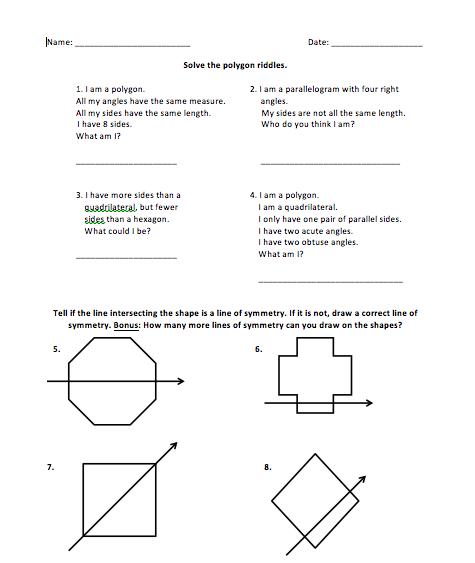 Name: ________________________ Date: ___________________
Solve the polygon riddles.
1. I am a polygon.
All my angles have the same measure.
All my sides have the same length.
I have 8 sides.
What am I?
_____________________
2. I am a parallelogram with four right
angles.
My sides are not all the same length.
Who do you think I am?
_____________________________
3. I have more sides than a
quadrilateral, but fewer
sides than a hexagon.
What could I be?
_____________________
4. I am a polygon.
I am a quadrilateral.
I only have one pair of parallel sides.
I have two acute angles.
I have two obtuse angles.
What am I?
______________________________
Tell if the line intersecting the shape is a line of symmetry. If it is not, draw a correct line of
symmetry. Bonus: How many more lines of symmetry can you draw on the shapes?
5.
6.
7.
8.